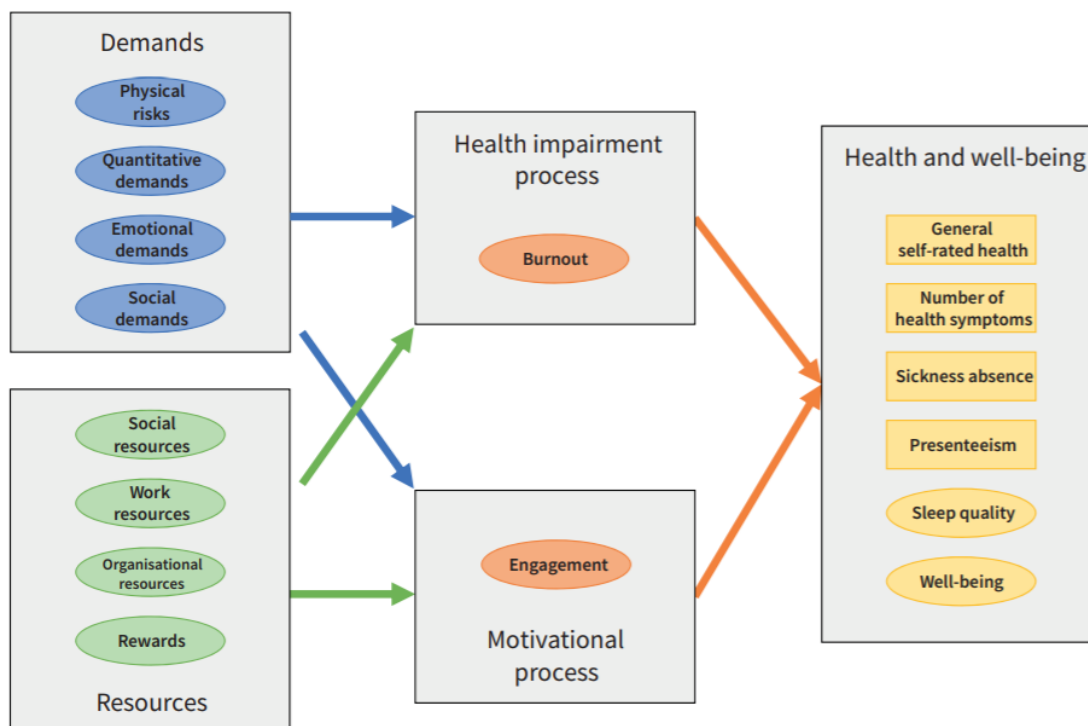 Demands
Physical
risks
Quantitative
demands
Emotional
demands
Social
demands
Social
resources
Work
resources
Organisational
resources
Rewards
Resources
Health impairment
process
Burnout
Engagement
Motivational
process
Health and well-being
General
self-rated health
Number of
health symptoms
Sickness absence
Presenteeism
Sleep quality
Well-being